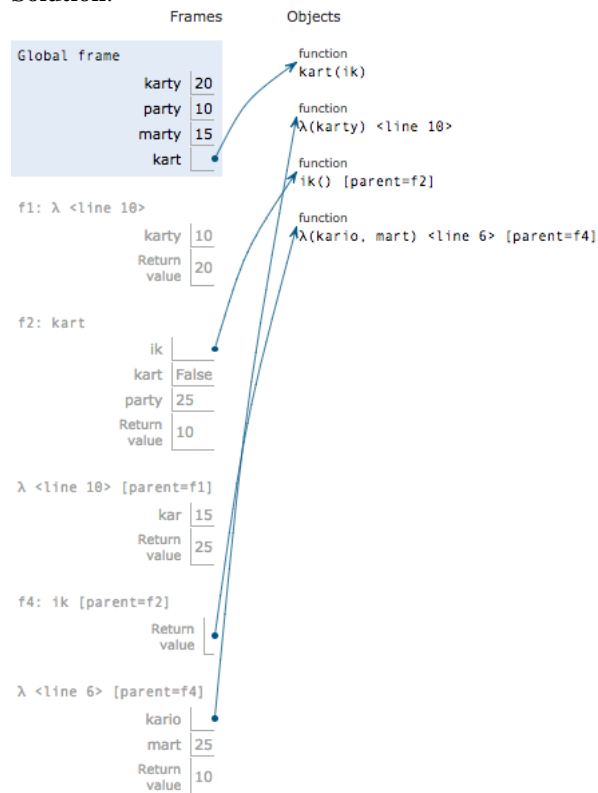 Solution:
Frames Objects
Global frame
karty 20
party 10
marty 15
kart
function
kart(ik)
function
λ(karty) <line 10>
function
ik() [parent=f2]
function
λ(kario, mart) <line 6> [parent=f4]
f1: λ <line 10>
karty 10
Return value 20
f2: kart
ik
kart False
party 25
Return value 10
λ <line 10> [parent=f1]
kar 15
Return value 25
f4: ik [parent=f2]
Return value
λ <line 6> [parent=f4]
kario
mart 25
Return value 10